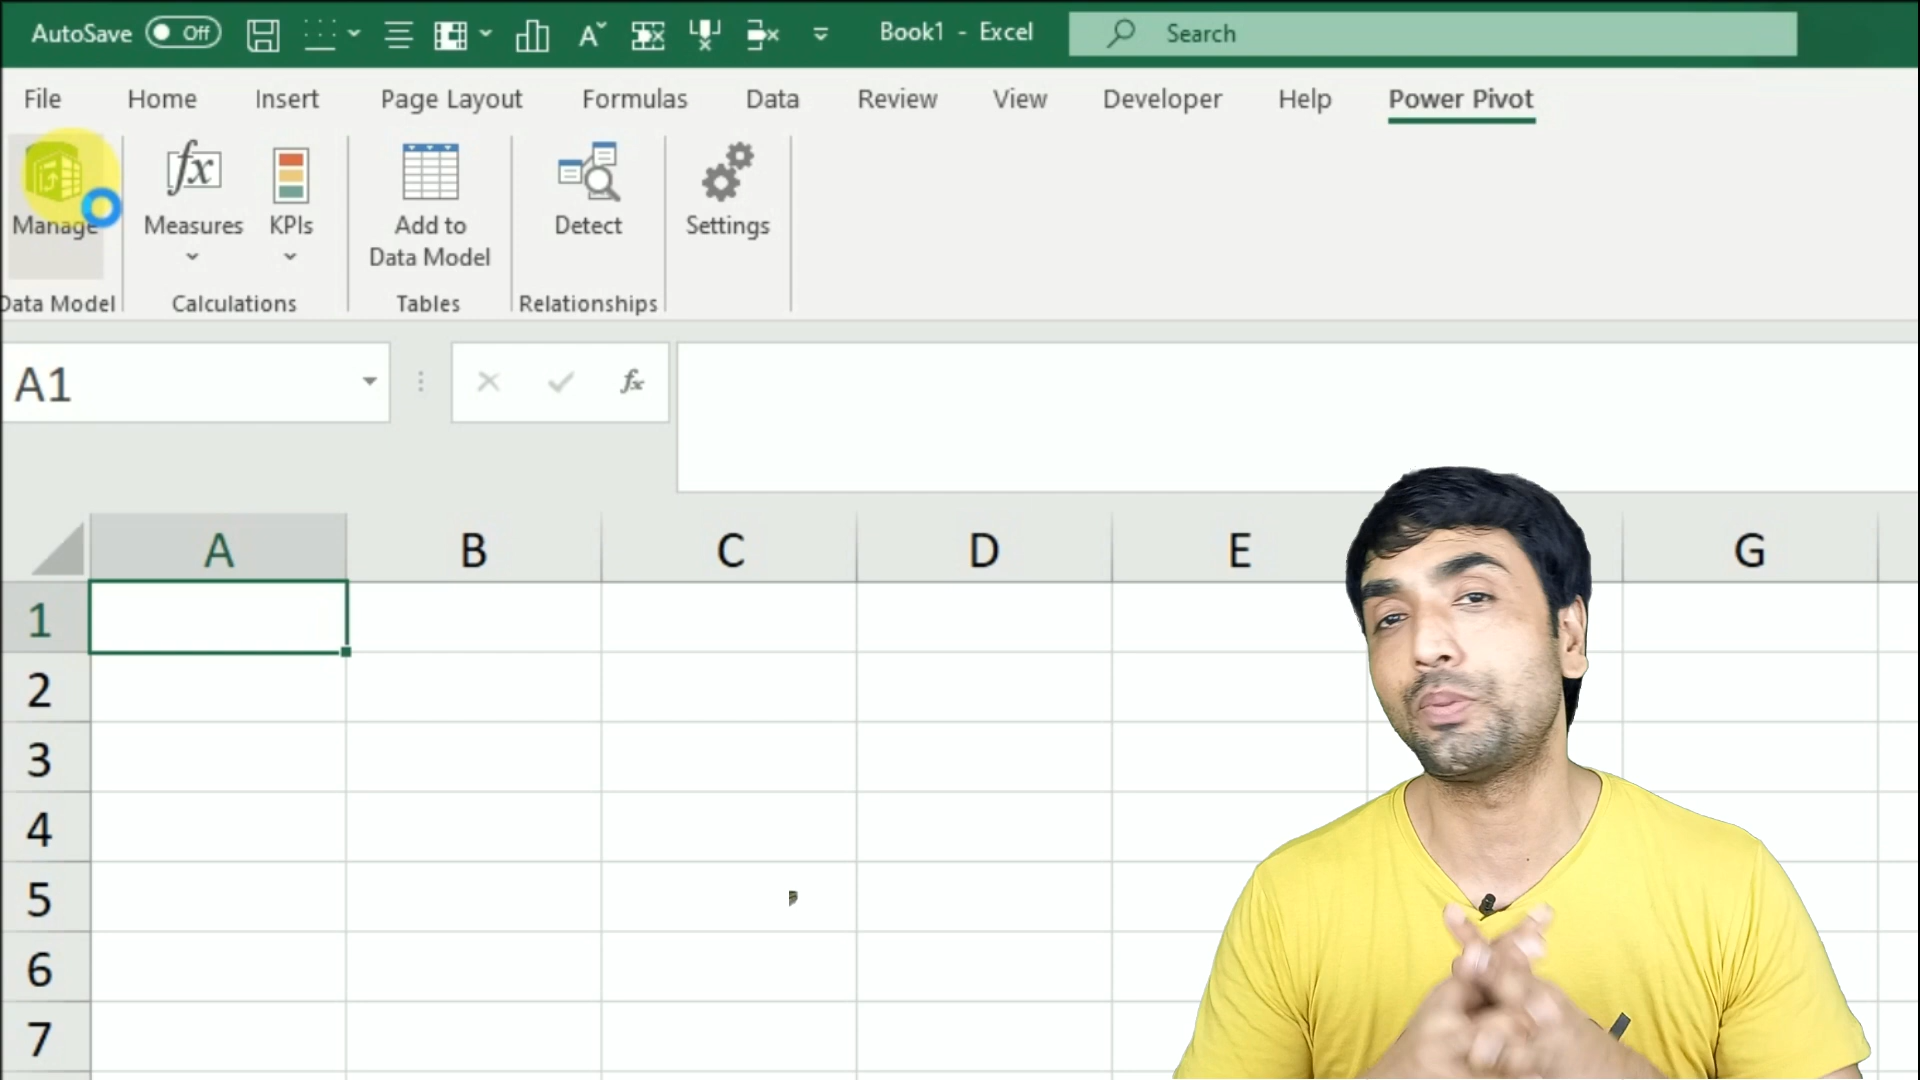 AutoSave Off Book1 - Excel Search
File Home Insert Page Layout Formulas Data Review View Developer Help Power Pivot
Manage
Measures
KPIs
Add to
Data Model
Detect
Settings
Data Model Calculations Tables Relationships
A1 fx
A B C D E G
1
2
3
4
5
6
7